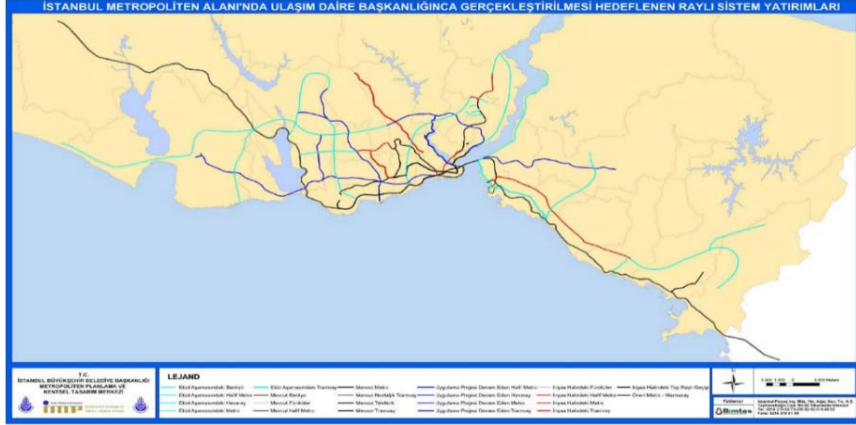 İSTANBUL METROPOLİTEN ALANI'NDA ULAŞIM DAİRE BAŞKANLIĞINCA GERÇEKLEŞTİRİLMESİ HEDEFLENEN RAYLI SİSTEM YATIRIMLARI
T.C.
İSTANBUL BÜYÜKŞEHİR BELEDİYE BAŞKANLIĞI
METROPOLİTEN PLANLAMA VE
KENTSEL TASARIM MERKEZİ
LEJAND
Etüd Aşamasındaki Banliyö
Etüd Aşamasındaki Hafif Metro
Etüd Aşamasındaki Havaray
Etüd Aşamasındaki Metro
Etüd Aşamasındaki Tramvay
Mevcut Banliyö
Mevcut Füniküler
Mevcut Hafif Metro
Mevcut Metro
Mevcut Nostaljik Tramvay
Mevcut Teleferik
Mevcut Tramvay
Uygulama Projesi Devam Eden Hafif Metro
Uygulama Projesi Devam Eden Havaray
Uygulama Projesi Devam Eden Metro
Uygulama Projesi Devam Eden Tramvay
İnşaa Halindeki Füniküler
İnşaa Halindeki Hafif Metro
İnşaa Halindeki Metro
İnşaa Halindeki Tramvay
İnşaa Halindeki Tüp Raylı Geçiş
Öneri Metro - Marmaray
Bimtaş